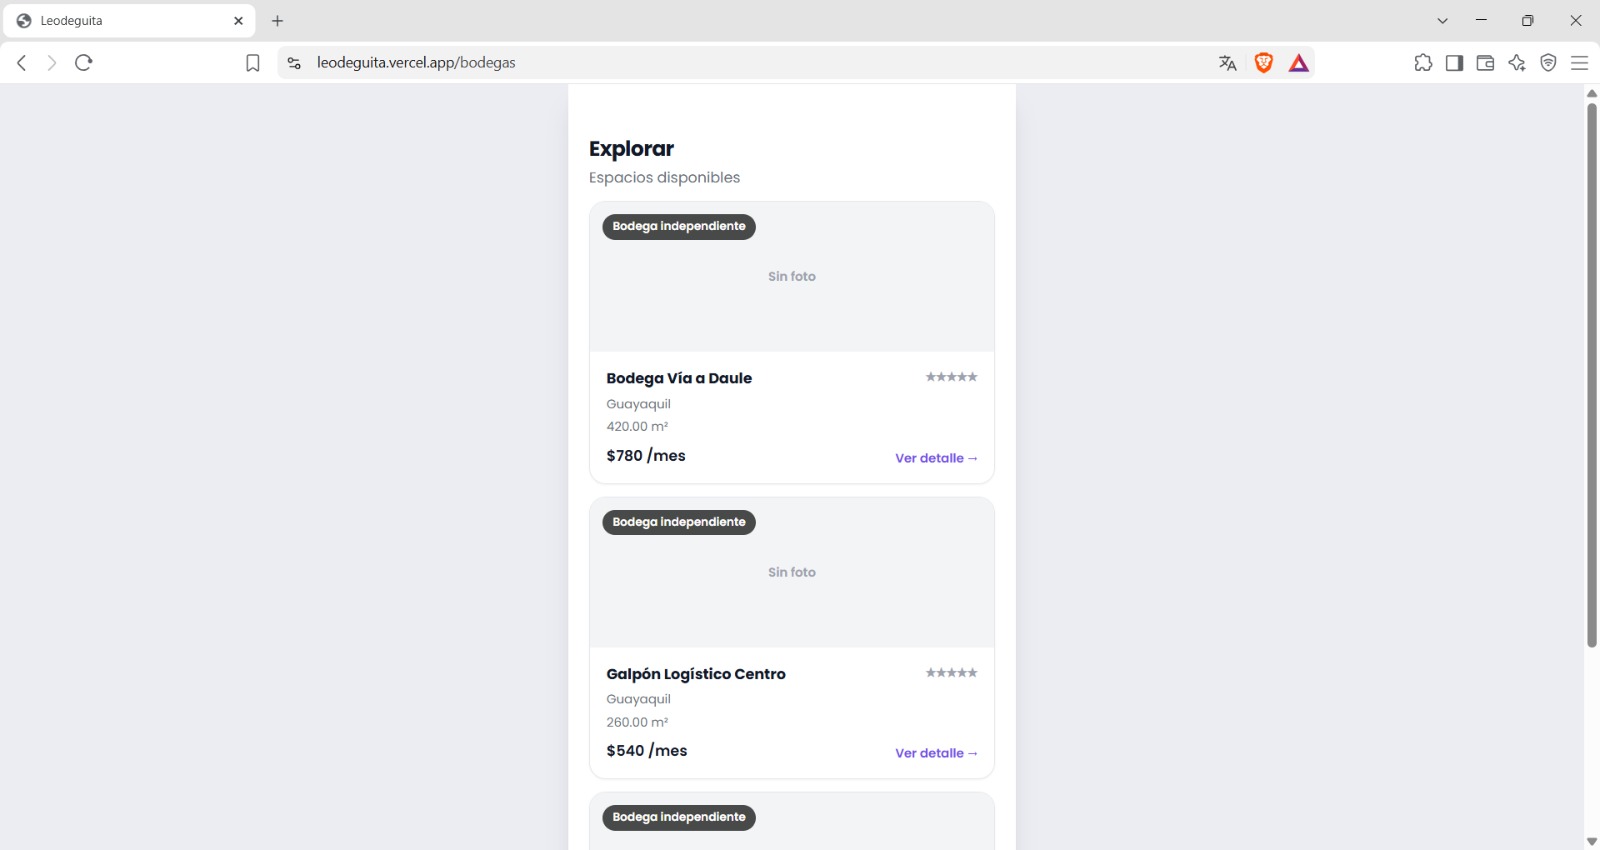 Leodeguita
leodeguita.vercel.app/bodegas
Explorar
Espacios disponibles
Bodega independiente
Sin foto
Bodega Vía a Daule
★★★★★
Guayaquil
420.00 m²
$780 /mes
Ver detalle →
Bodega independiente
Sin foto
Galpón Logístico Centro
★★★★★
Guayaquil
260.00 m²
$540 /mes
Ver detalle →
Bodega independiente